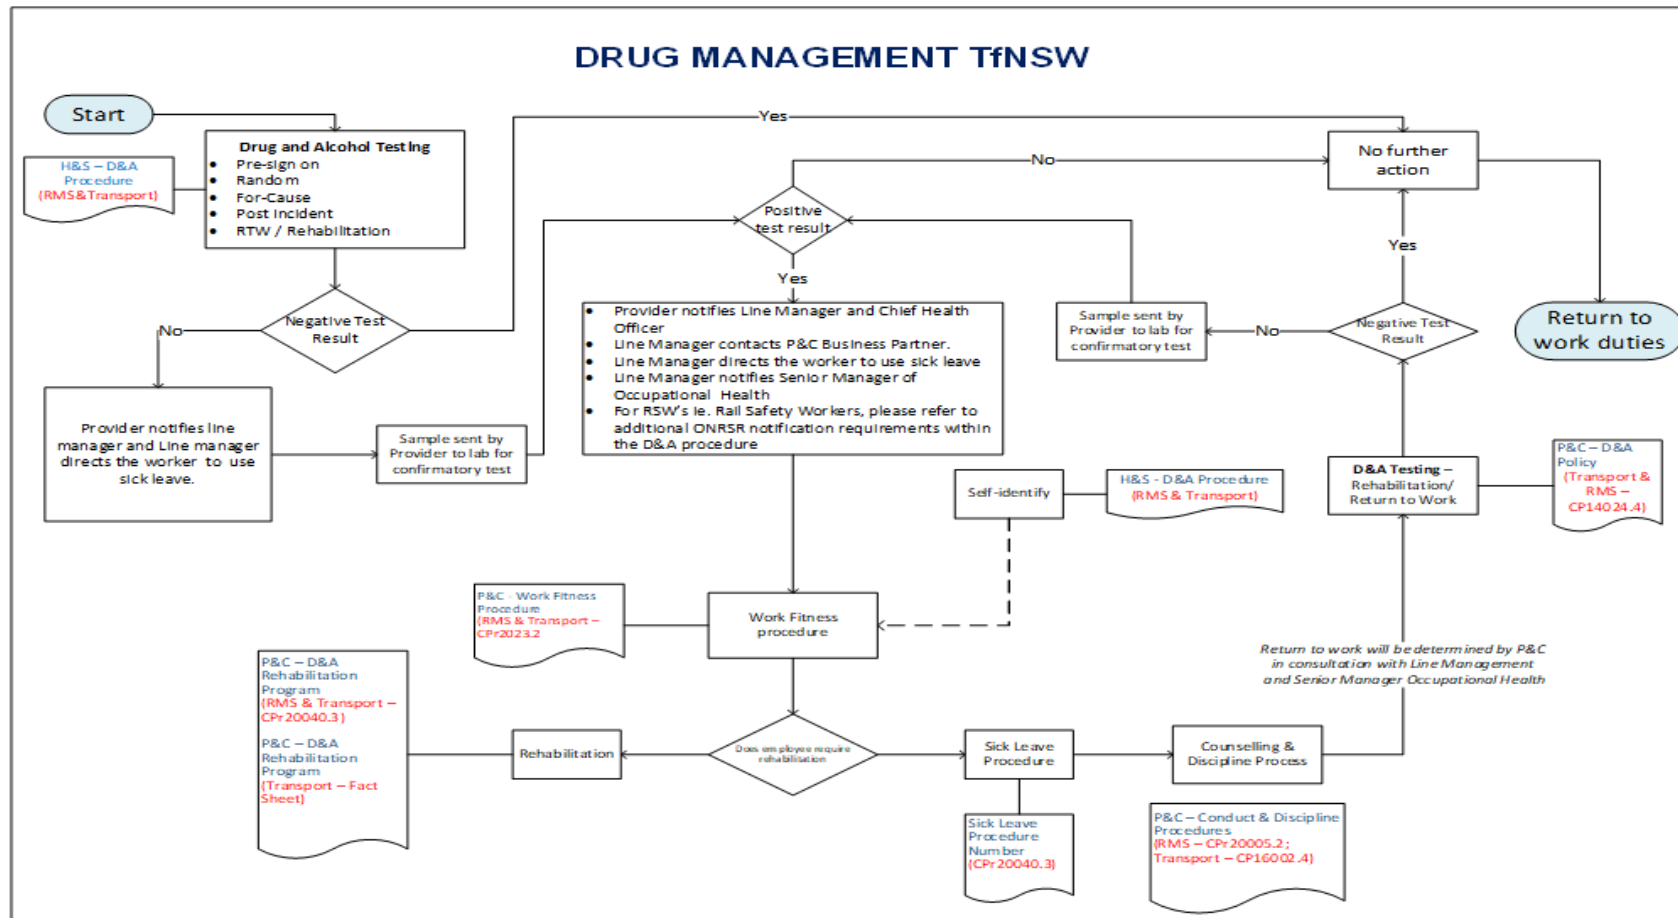 DRUG MANAGEMENT TfNSW
Start
Drug and Alcohol Testing
• Pre-sign on
• Random
• For-Cause
• Post Incident
• RTW / Rehabilitation
H&S – D&A
Procedure
(RMS&Transport)
Negative Test
Result
No
Yes
Provider notifies line
manager and Line manager
directs the worker to use
sick leave.
Sample sent by
Provider to lab for
confirmatory test
Positive
test result
No
Yes
• Provider notifies Line Manager and Chief Health
Officer
• Line Manager contacts P&C Business Partner.
• Line Manager directs the worker to use sick leave
• Line Manager notifies Senior Manager of
Occupational Health
• For RSW's ie. Rail Safety Workers, please refer to
additional ONRSR notification requirements within
the D&A procedure
No further
action
Yes
Sample sent by
Provider to lab for
confirmatory test
No
Negative Test
Result
Return to
work duties
Self-identify
H&S - D&A Procedure
(RMS & Transport)
D&A Testing –
Rehabilitation/
Return to Work
P&C – D&A
Policy
(Transport &
RMS –
CP14024.4)
P&C - Work Fitness
Procedure
(RMS & Transport –
CPr2023.2
Work Fitness
procedure
Return to work will be determined by P&C
in consultation with Line Management
and Senior Manager Occupational Health
P&C – D&A
Rehabilitation
Program
(RMS & Transport –
CPr20040.3)
P&C – D&A
Rehabilitation
Program
(Transport – Fact
Sheet)
Rehabilitation
Does employee require
rehabilitation
Sick Leave
Procedure
Counselling &
Discipline Process
Sick Leave
Procedure
Number
(CPr20040.3)
P&C – Conduct & Discipline
Procedures
(RMS – CPr20005.2;
Transport – CP16002.4)